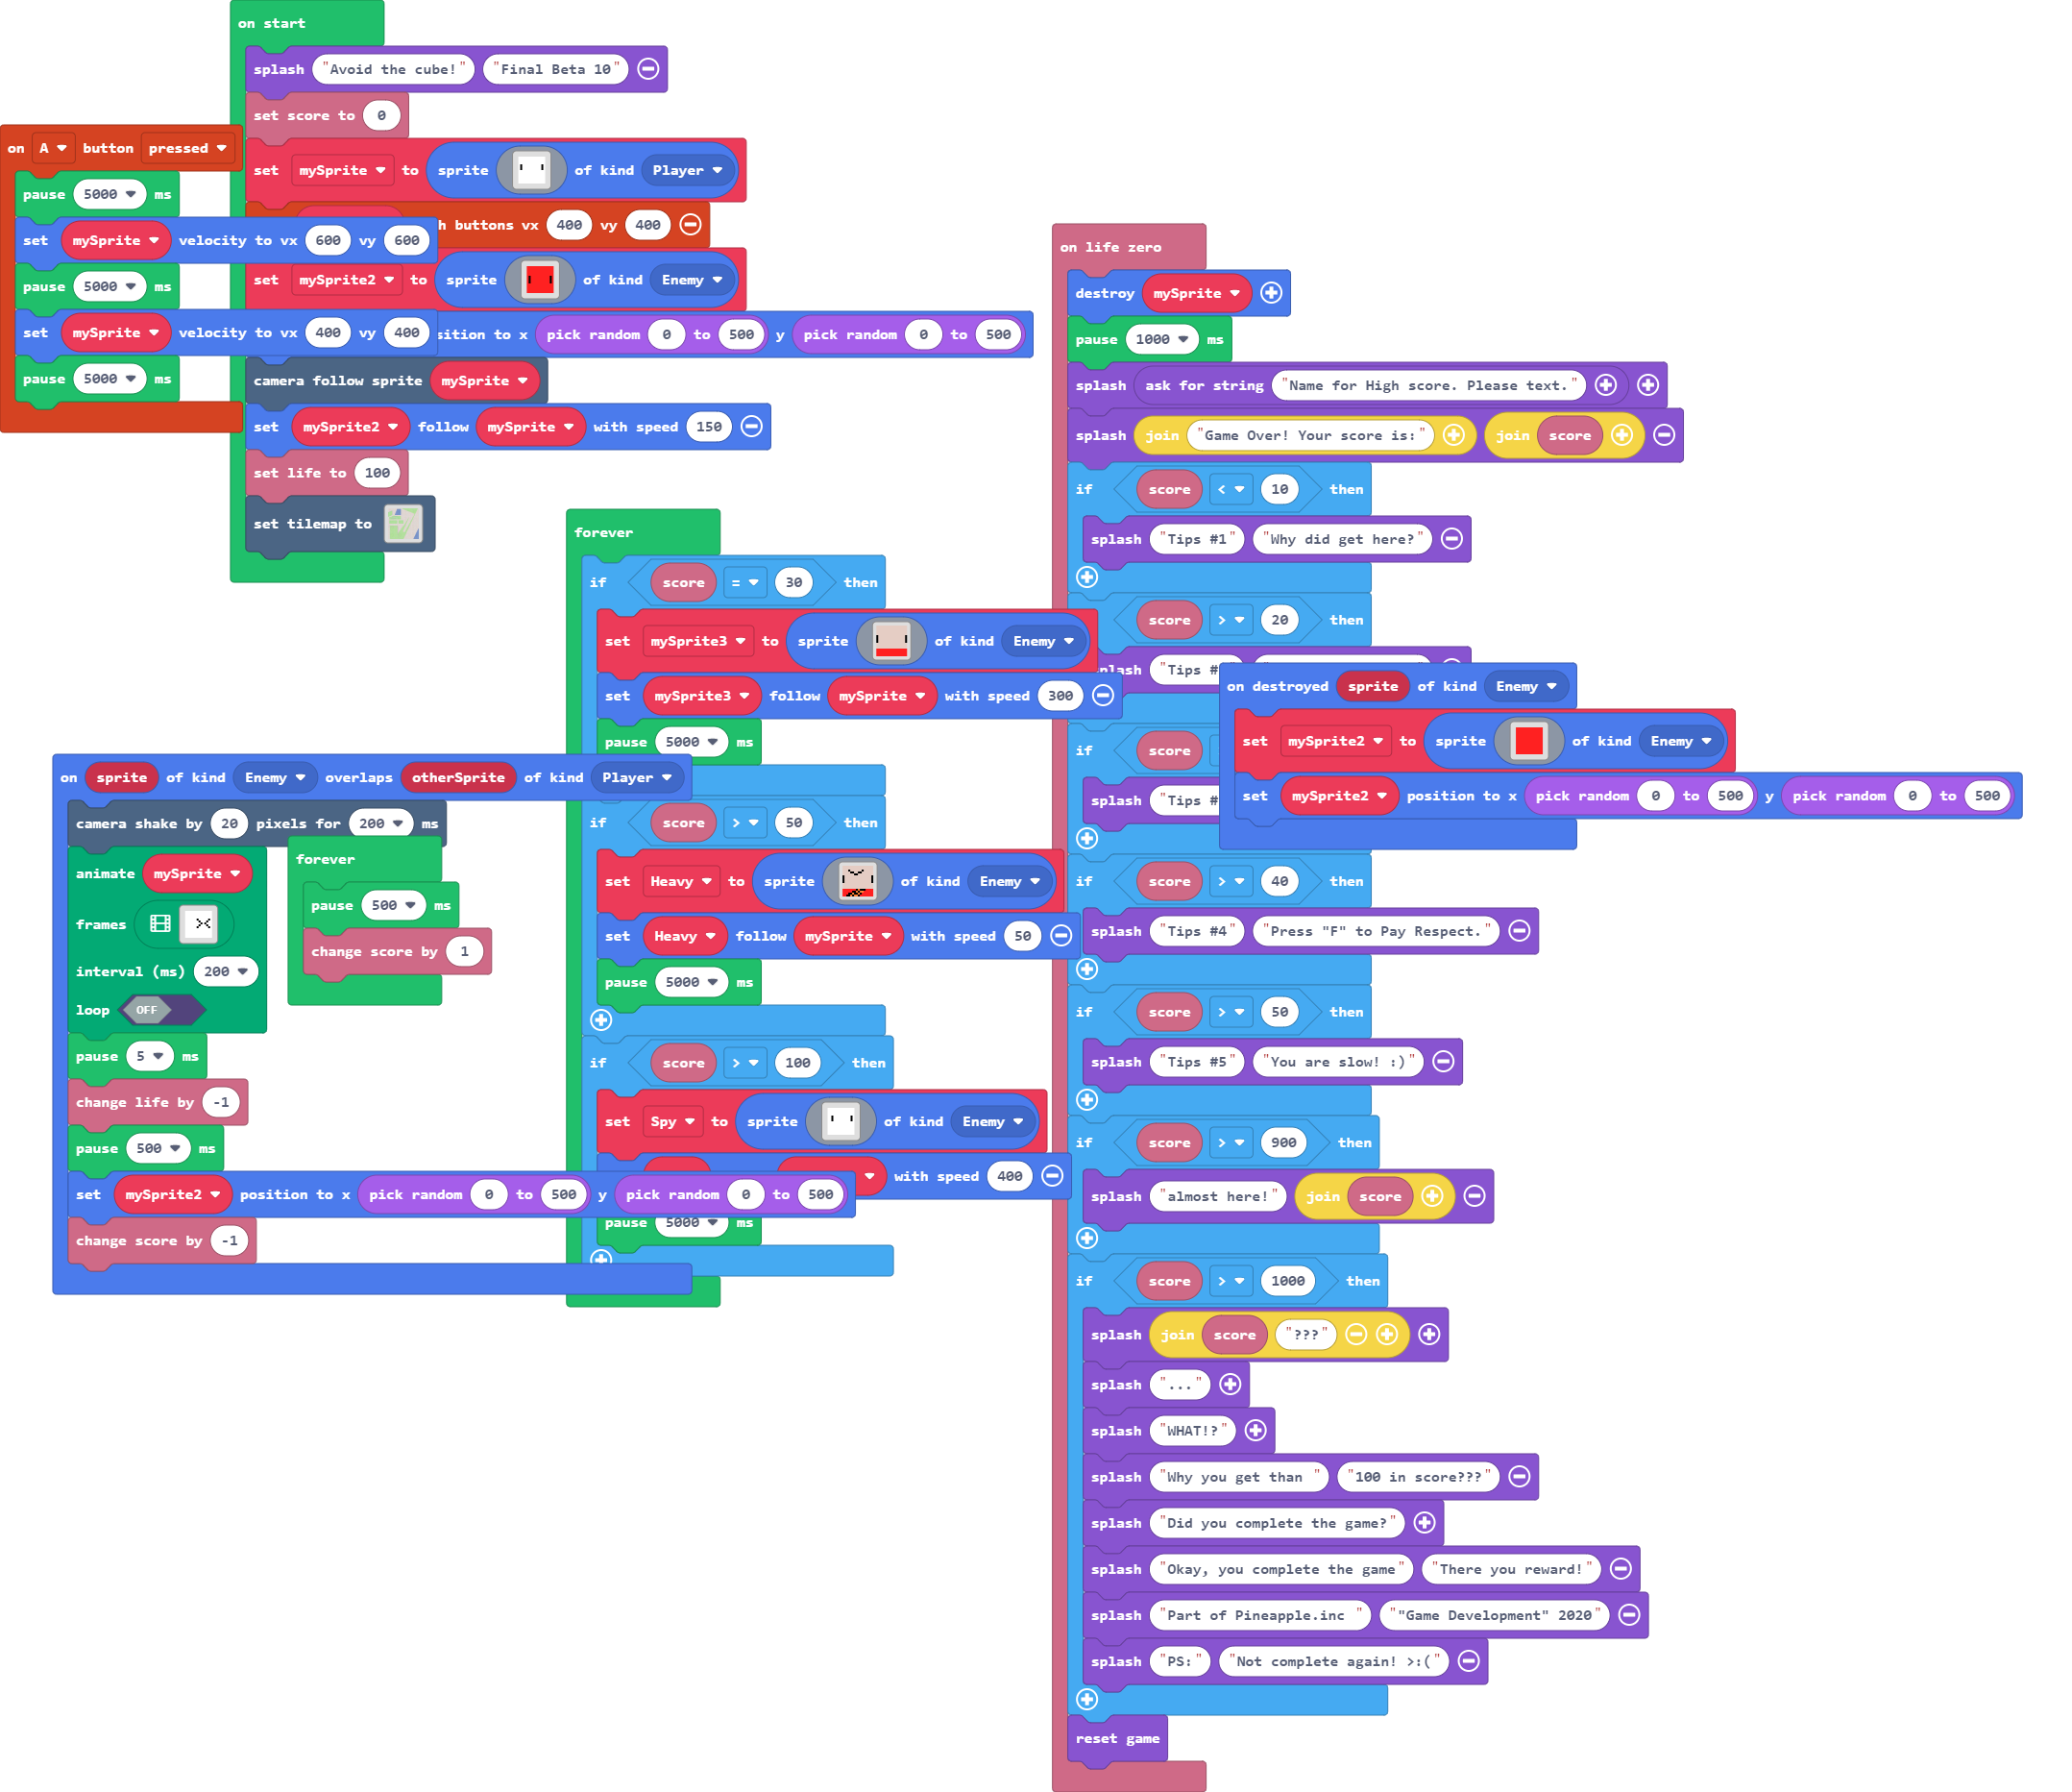 on start
splash "Avoid the cube!" "Final Beta 10"
set score to 0
set mySprite to sprite of kind Player
h buttons vx 400 vy 400
set mySprite2 to sprite of kind Enemy
sition to x pick random 0 to 500 y pick random 0 to 500
camera follow sprite mySprite
set mySprite2 follow mySprite with speed 150
set life to 100
set tilemap to
on A button pressed
pause 5000 ms
set mySprite velocity to vx 600 vy 600
pause 5000 ms
set mySprite velocity to vx 400 vy 400
pause 5000 ms
forever
if score = 30 then
set mySprite3 to sprite of kind Enemy
set mySprite3 follow mySprite with speed 300
pause 5000 ms
if score > 50 then
set Heavy to sprite of kind Enemy
set Heavy follow mySprite with speed 50
pause 5000 ms
if score > 100 then
set Spy to sprite of kind Enemy
with speed 400
pause 5000 ms
on sprite of kind Enemy overlaps otherSprite of kind Player
camera shake by 20 pixels for 200 ms
animate mySprite
frames
interval (ms) 200
loop OFF
pause 5 ms
change life by -1
pause 500 ms
set mySprite2 position to x pick random 0 to 500 y pick random 0 to 500
change score by -1
forever
pause 500 ms
change score by 1
on life zero
destroy mySprite
pause 1000 ms
splash ask for string "Name for High score. Please text."
splash join "Game Over! Your score is:" join score
if score < 10 then
splash "Tips #1" "Why did get here?"
score > 20 then
plash "Tips #
if score
splash "Tips #
if score > 40 then
splash "Tips #4" "Press "F" to Pay Respect."
if score > 50 then
splash "Tips #5" "You are slow! :)"
if score > 900 then
splash "almost here!" join score
if score > 1000 then
splash join score "???"
splash "..."
splash "WHAT!?"
splash "Why you get than " "100 in score???"
splash "Did you complete the game?"
splash "Okay, you complete the game" "There you reward!"
splash "Part of Pineapple.inc " ""Game Development" 2020"
splash "PS:" "Not complete again! >:("
reset game
on destroyed sprite of kind Enemy
set mySprite2 to sprite of kind Enemy
set mySprite2 position to x pick random 0 to 500 y pick random 0 to 500